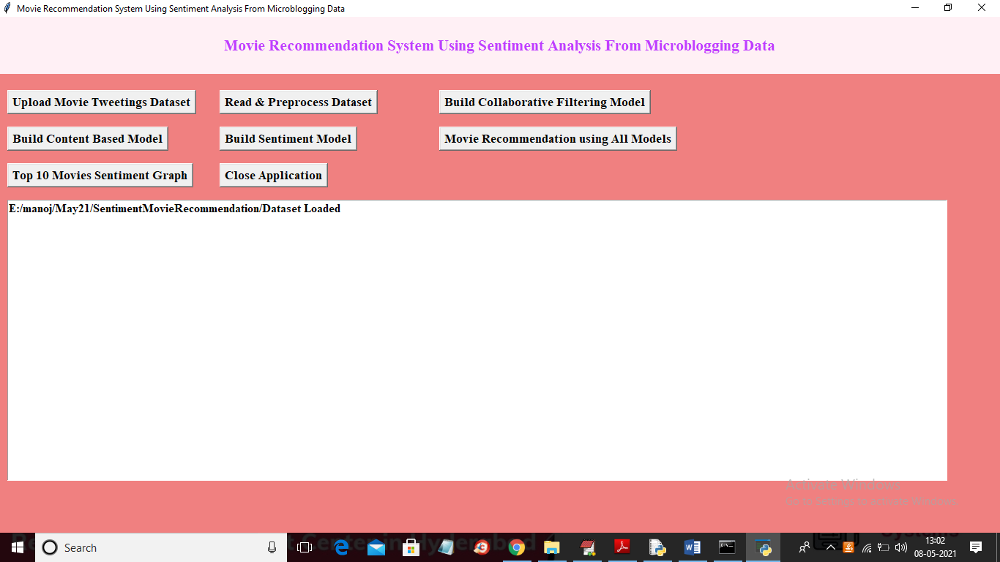 Movie Recommendation System Using Sentiment Analysis From Microblogging Data
Movie Recommendation System Using Sentiment Analysis From Microblogging Data
Upload Movie Tweetings Dataset
Read & Preprocess Dataset
Build Collaborative Filtering Model
Build Content Based Model
Build Sentiment Model
Movie Recommendation using All Models
Top 10 Movies Sentiment Graph
Close Application
E:/manoj/May21/SentimentMovieRecommendation/Dataset Loaded
Activate Windows
Go to Settings to activate Windows.
Search
13:02
08-05-2021